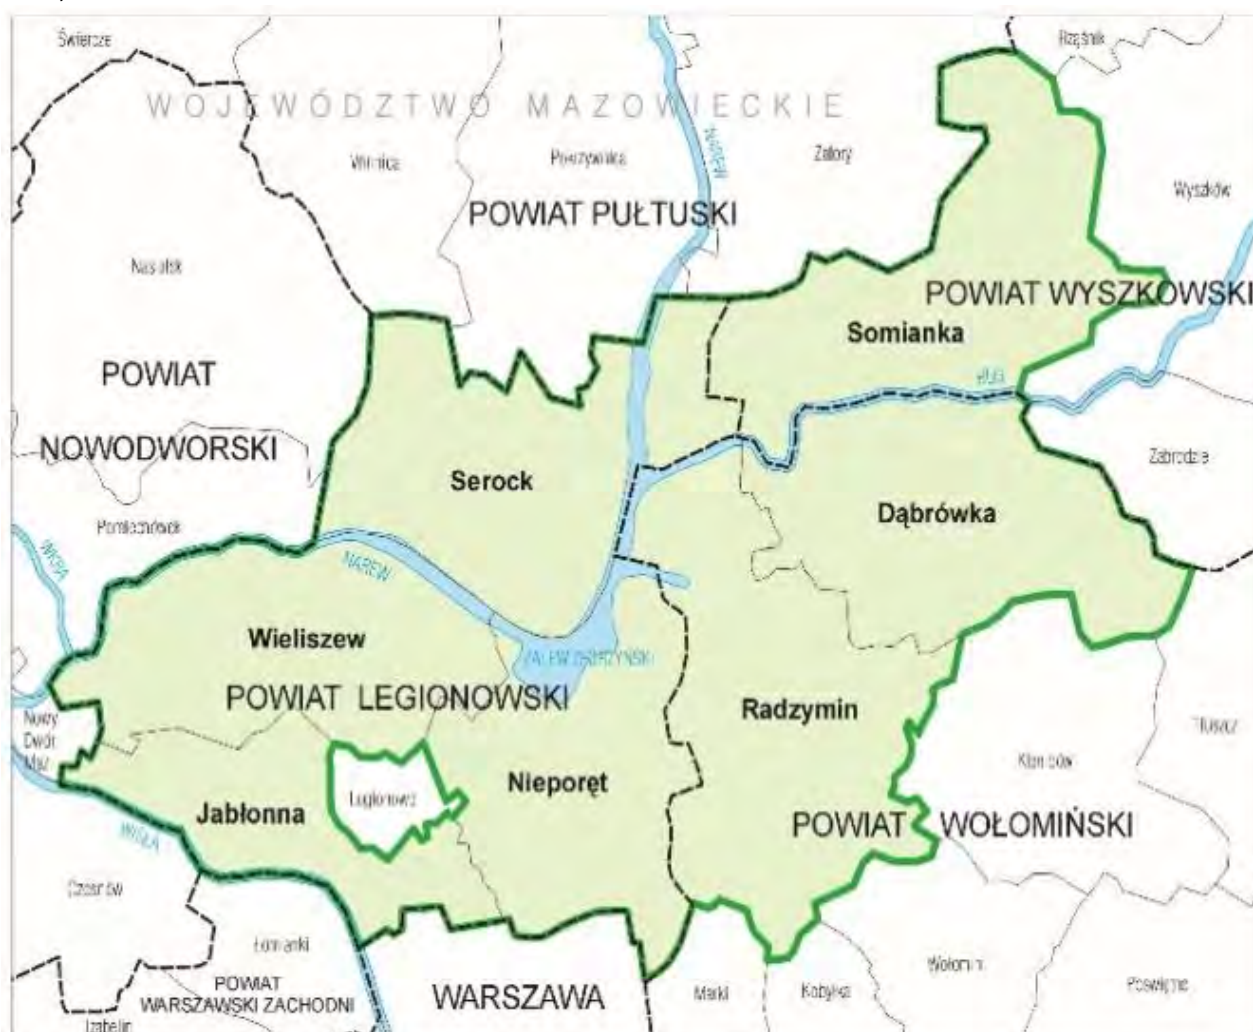 Świercze
Rząśnik
WOJEWÓDZTWO MAZOWIECKIE
Winnica
Pokrzywnica
Zatory
NAREW
Wyszków
POWIAT PUŁTUSKI
Nasielsk
POWIAT WYSZKOWSKI
Somianka
POWIAT
NOWODWORSKI
BUG
Zabrodzie
Serock
Dąbrówka
Pomiechówek
WKRA
NAREW
Wieliszew
ZALEW ZEGRZYŃSKI
POWIAT LEGIONOWSKI
Radzymin
Nowy
Dwór
Maz.
Tłuszcz
Klembów
Nieporęt
Legionowo
Jabłonna
POWIAT WOŁOMIŃSKI
WISŁA
Czosnów
Łomianki
Wołomin
POWIAT
WARSZAWSKI ZACHODNI
WARSZAWA
Marki
Kobyłka
Poświętne
Izabelin